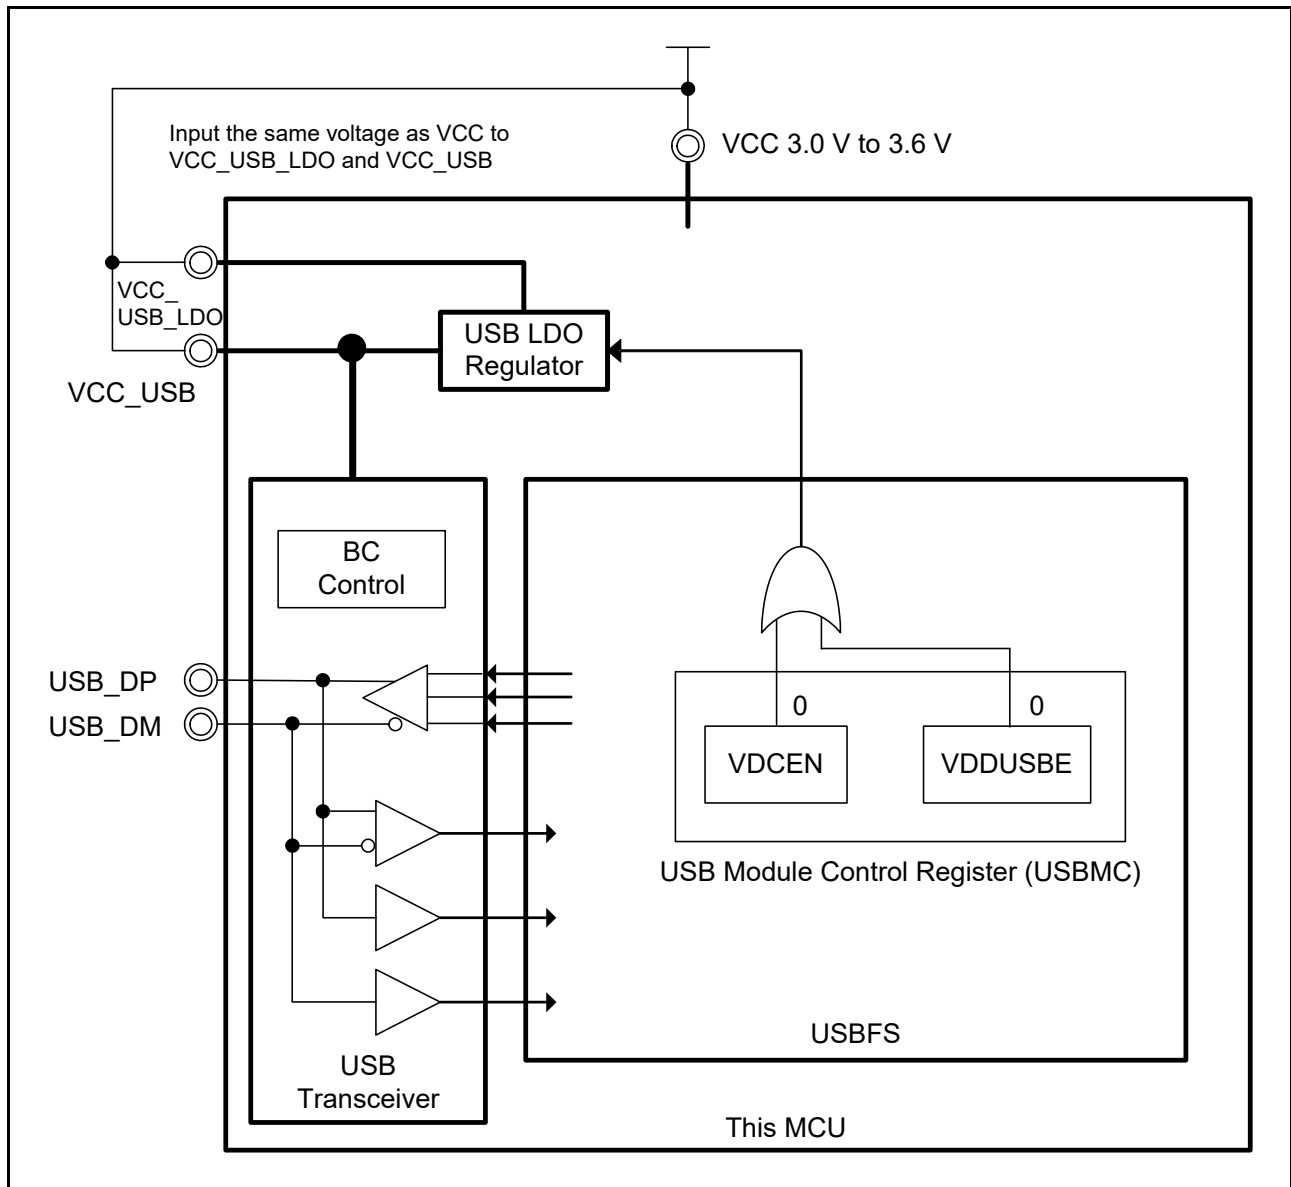 Input the same voltage as VCC to
VCC_USB_LDO and VCC_USB
VCC 3.0 V to 3.6 V
VCC_
USB_LDO
USB LDO
Regulator
VCC_USB
BC
Control
USB_DP
USB_DM
0
0
VDCEN
VDDUSBE
USB Module Control Register (USBMC)
USBFS
USB
Transceiver
This MCU